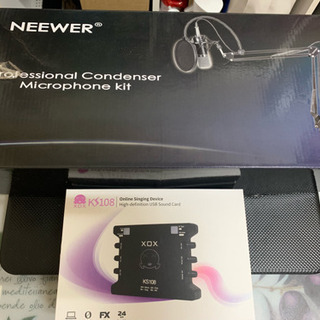 NEEWER®
rofessional Condenser
Microphone kit
KS108
Online Singing Device
High-definition USB Sound Card
XOX
KS108
FX
24